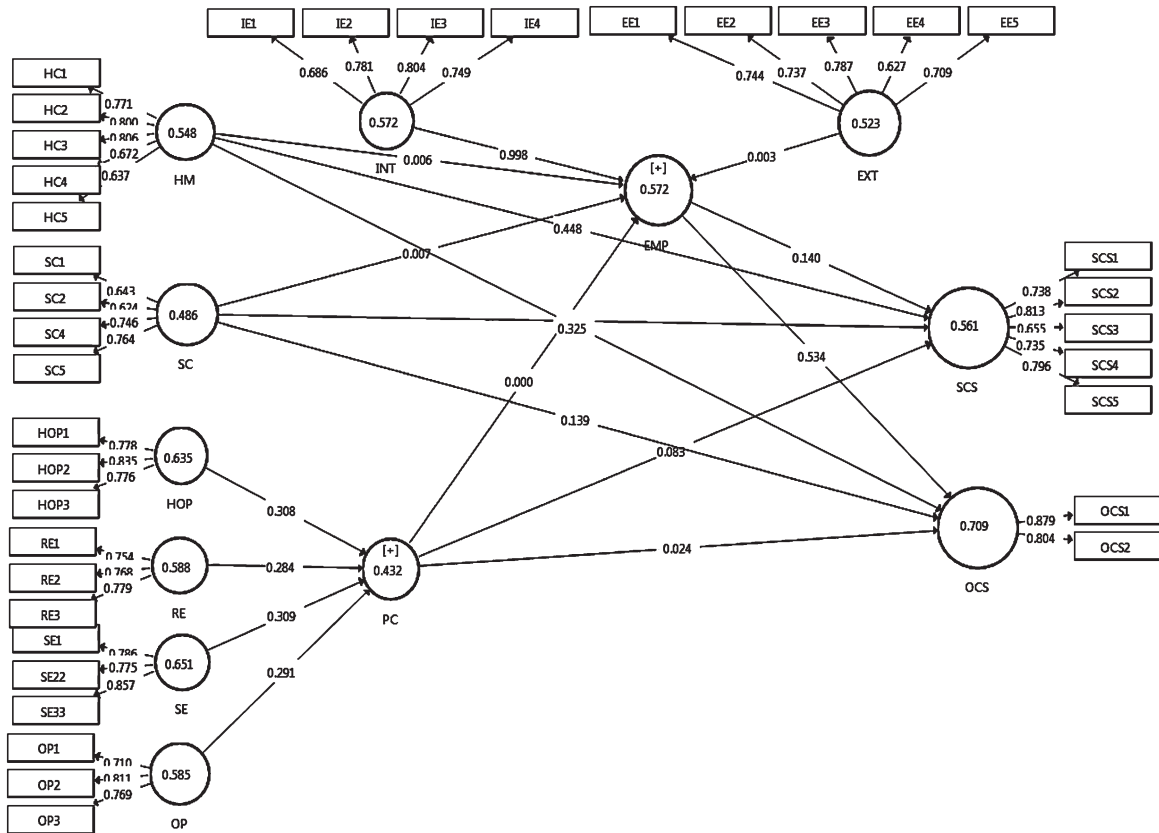 IE1 IE2 IE3 IE4
0.686 0.781 0.804 0.749
0.572
INT
EE1 EE2 EE3 EE4 EE5
0.744 0.737 0.787 0.627 0.709
0.523
EXT
HC1
HC2
HC3
HC4
HC5
0.771
0.800
0.806
0.672
0.637
0.548
HM
0.006
0.998
0.003
[+]
0.572
EMP
0.448
0.007
0.140
SC1
SC2
SC4
SC5
0.643
0.624
0.746
0.764
0.486
SC
0.325
0.534
0.000
0.139
0.083
0.561
SCS
0.738
0.813
0.655
0.735
0.796
SCS1
SCS2
SCS3
SCS4
SCS5
HOP1
HOP2
HOP3
0.778
0.835
0.776
0.635
HOP
0.308
RE1
RE2
RE3
0.754
0.768
0.779
0.588
RE
0.284
[+]
0.432
PC
0.024
0.709
OCS
0.879
0.804
OCS1
OCS2
SE1
SE22
SE33
0.786
0.775
0.857
0.651
SE
0.309
0.291
OP1
OP2
OP3
0.710
0.811
0.769
0.585
OP